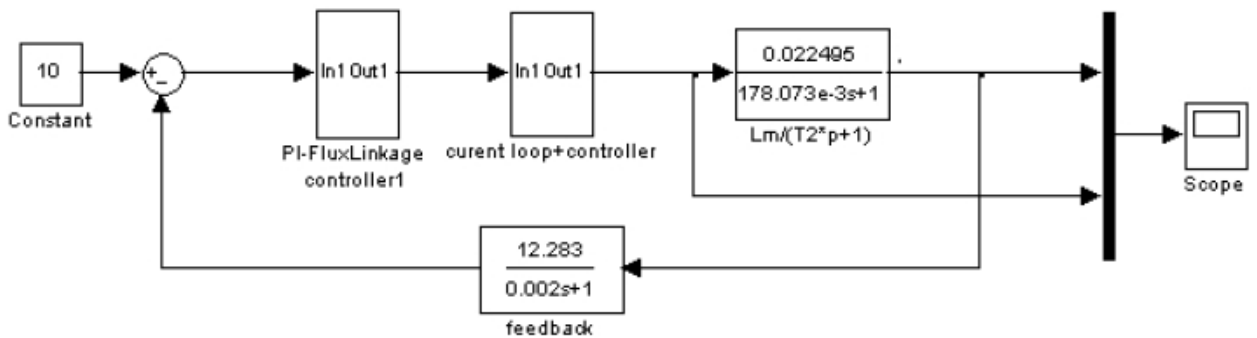 10
Constant
+
−
In1 Out1
PI-FluxLinkage
controller1
In1 Out1
curent loop+controller
0.022495
178.073e-3s+1
Lm/(T2*p+1)
Scope
12.283
0.002s+1
feedback